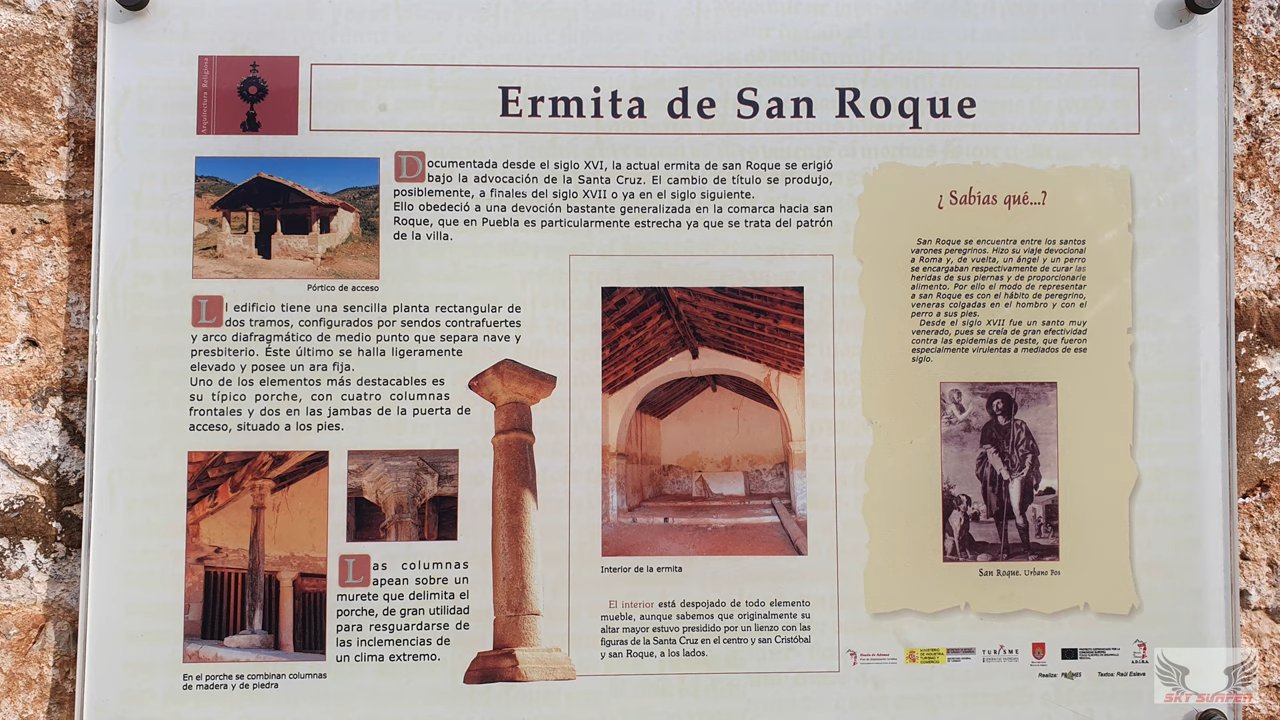 Arquitectura Religiosa
Ermita de San Roque
Documentada desde el siglo XVI, la actual ermita de san Roque se erigió
bajo la advocación de la Santa Cruz. El cambio de título se produjo,
posiblemente, a finales del siglo XVII o ya en el siglo siguiente.
Ello obedeció a una devoción bastante generalizada en la comarca hacia san
Roque, que en Puebla es particularmente estrecha ya que se trata del patrón
de la villa.
Pórtico de acceso
El edificio tiene una sencilla planta rectangular de
dos tramos, configurados por sendos contrafuertes
y arco diafragmático de medio punto que separa nave y
presbiterio. Éste último se halla ligeramente
elevado y posee un ara fija.
Uno de los elementos más destacables es
su típico porche, con cuatro columnas
frontales y dos en las jambas de la puerta de
acceso, situado a los pies.
Las columnas
apean sobre un
murete que delimita el
porche, de gran utilidad
para resguardarse de
las inclemencias de
un clima extremo.
En el porche se combinan columnas
de madera y de piedra
Interior de la ermita
El interior está despojado de todo elemento
mueble, aunque sabemos que originalmente su
altar mayor estuvo presidido por un lienzo con las
figuras de la Santa Cruz en el centro y san Cristóbal
y san Roque, a los lados.
¿Sabías qué...?
San Roque se encuentra entre los santos
varones peregrinos. Hizo su viaje devocional
a Roma y, de vuelta, un ángel y un perro
se encargaban respectivamente de curar las
heridas de sus piernas y de proporcionarle
alimento. Por ello el modo de representar
a san Roque es con el hábito de peregrino,
veneras colgadas en el hombro y con el
perro a sus pies.
Desde el siglo XVII fue un santo muy
venerado, pues se creía de gran efectividad
contra las epidemias de peste, que fueron
especialmente virulentas a mediados de ese
siglo.
San Roque. Urbano Fos
MINISTERIO
DE INDUSTRIA,
TURISMO Y
COMERCIO
TURISME
A.D.I.R.A.
Realiza:
Textos: Raúl Eslava
SKY SURFER